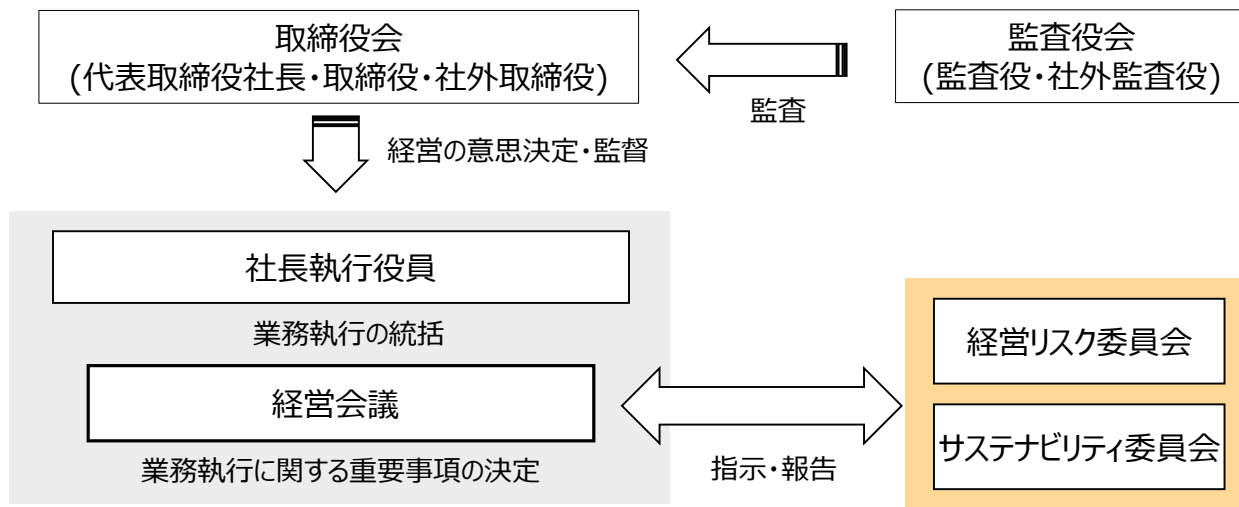 取締役会
(代表取締役社長・取締役・社外取締役)
監査役会
(監査役・社外監査役)
監査
経営の意思決定・監督
社長執行役員
業務執行の統括
経営会議
業務執行に関する重要事項の決定
指示・報告
経営リスク委員会
サステナビリティ委員会